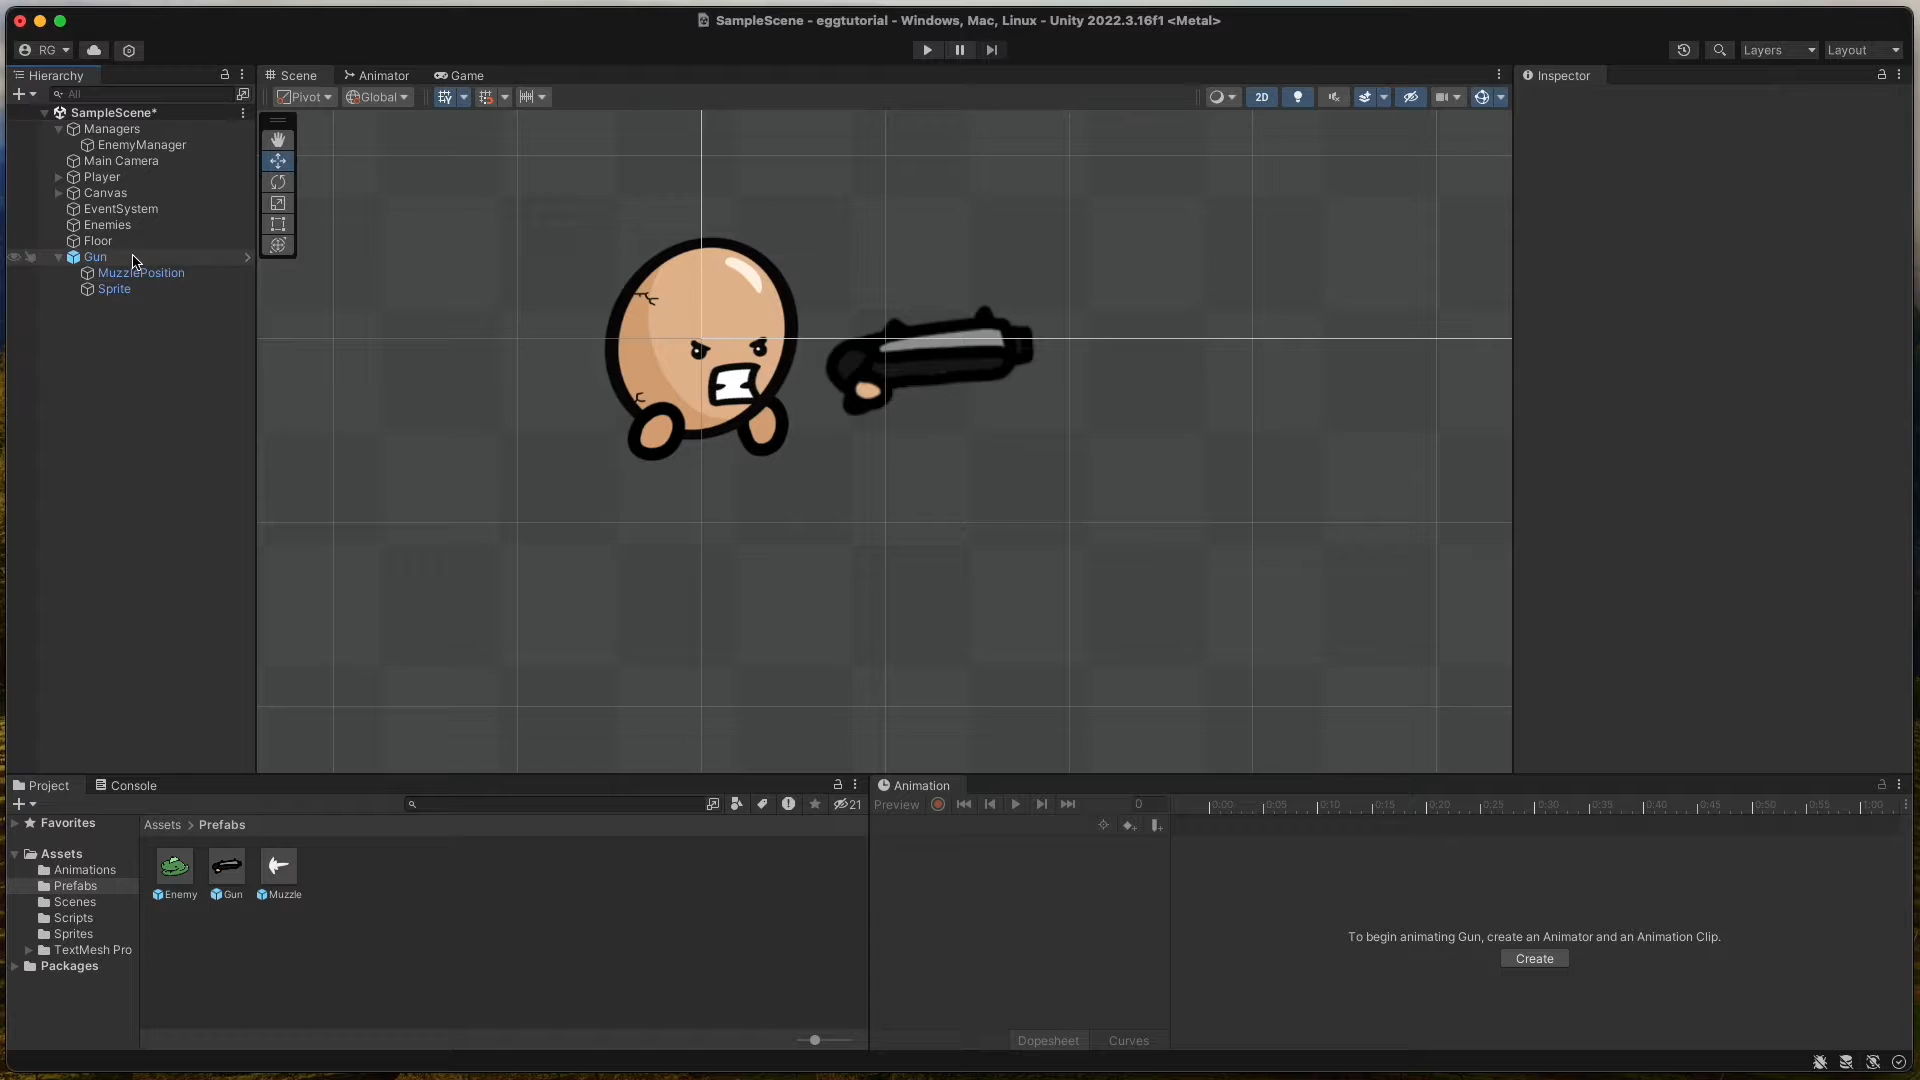 SampleScene - eggtutorial - Windows, Mac, Linux - Unity 2022.3.16f1 <Metal>
RG
Layers
Layout
Hierarchy
Scene
Animator
Game
Inspector
All
Pivot
Global
2D
SampleScene*
Managers
EnemyManager
Main Camera
Player
Canvas
EventSystem
Enemies
Floor
Gun
MuzzlePosition
Sprite
Project
Console
Animation
21
Preview
0
0:00
0:05
0:10
0:15
0:20
0:25
0:30
0:35
0:40
0:45
0:50
0:55
1:00
Favorites
Assets > Prefabs
Assets
Animations
Prefabs
Scenes
Scripts
Sprites
TextMesh Pro
Packages
Enemy
Gun
Muzzle
To begin animating Gun, create an Animator and an Animation Clip.
Create
Dopesheet
Curves